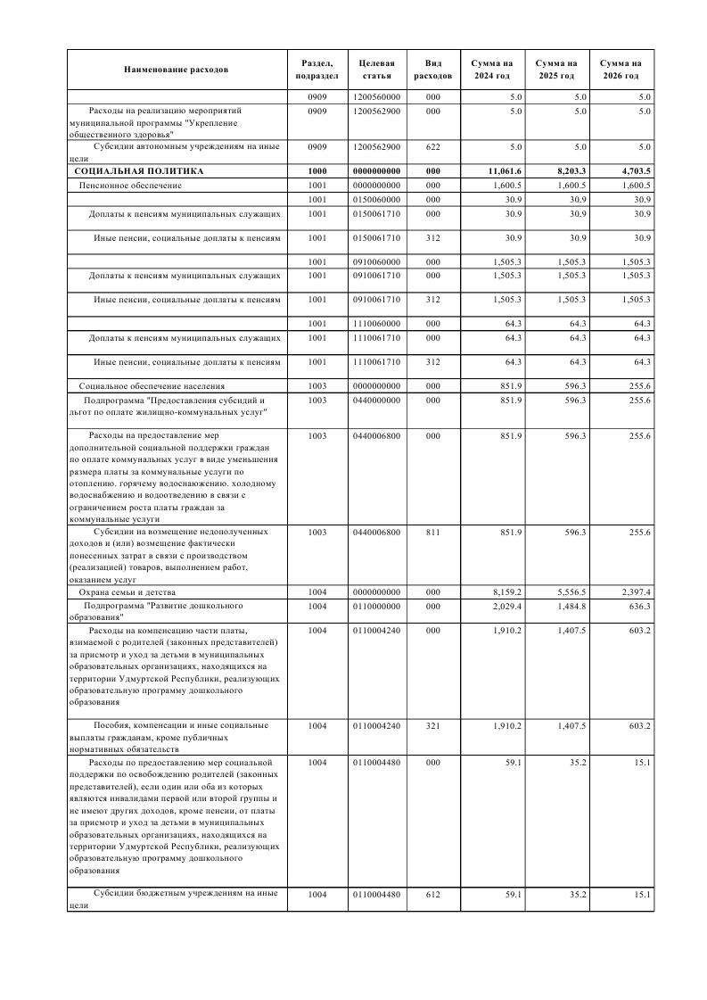 Наименование расходов Раздел, подраздел Целевая статья Вид расходов Сумма на 2024 год Сумма на 2025 год Сумма на 2026 год
0909 1200560000 000 5.0 5.0 5.0
Расходы на реализацию мероприятий 0909 1200562900 000 5.0 5.0 5.0
муниципальной программы "Укрепление
общественного здоровья"
Субсидии автономным учреждениям на иные 0909 1200562900 622 5.0 5.0 5.0
цели
СОЦИАЛЬНАЯ ПОЛИТИКА 1000 0000000000 000 11,061.6 8,203.3 4,703.5
Пенсионное обеспечение 1001 0000000000 000 1,600.5 1,600.5 1,600.5
1001 0150060000 000 30.9 30.9 30.9
Доплаты к пенсиям муниципальных служащих 1001 0150061710 000 30.9 30.9 30.9
Иные пенсии, социальные доплаты к пенсиям 1001 0150061710 312 30.9 30.9 30.9
1001 0910060000 000 1,505.3 1,505.3 1,505.3
Доплаты к пенсиям муниципальных служащих 1001 0910061710 000 1,505.3 1,505.3 1,505.3
Иные пенсии, социальные доплаты к пенсиям 1001 0910061710 312 1,505.3 1,505.3 1,505.3
1001 1110060000 000 64.3 64.3 64.3
Доплаты к пенсиям муниципальных служащих 1001 1110061710 000 64.3 64.3 64.3
Иные пенсии, социальные доплаты к пенсиям 1001 1110061710 312 64.3 64.3 64.3
Социальное обеспечение населения 1003 0000000000 000 851.9 596.3 255.6
Подпрограмма "Предоставления субсидий и 1003 0440000000 000 851.9 596.3 255.6
льгот по оплате жилищно-коммунальных услуг"
Расходы на предоставление мер 1003 0440006800 000 851.9 596.3 255.6
дополнительной социальной поддержки граждан
по оплате коммунальных услуг в виде уменьшения
размера платы за коммунальные услуги по
отоплению. горячему водоснаюжению. холодному
водоснабжению и водоотведению в связи с
ограничением роста платы граждан за
коммунальные услуги
Субсидии на возмещение недополученных 1003 0440006800 811 851.9 596.3 255.6
доходов и (или) возмещение фактически
понесенных затрат в связи с производством
(реализацией) товаров, выполнением работ,
оказанием услуг
Охрана семьи и детства 1004 0000000000 000 8,159.2 5,556.5 2,397.4
Подпрограмма "Развитие дошкольного 1004 0110000000 000 2,029.4 1,484.8 636.3
образования"
Расходы на компенсацию части платы, 1004 0110004240 000 1,910.2 1,407.5 603.2
взимаемой с родителей (законных представителей)
за присмотр и уход за детьми в муниципальных
образовательных организациях, находящихся на
территории Удмуртской Республики, реализующих
образовательную программу дошкольного
образования
Пособия, компенсации и иные социальные 1004 0110004240 321 1,910.2 1,407.5 603.2
выплаты гражданам, кроме публичных
нормативных обязательств
Расходы по предоставлению мер социальной 1004 0110004480 000 59.1 35.2 15.1
поддержки по освобождению родителей (законных
представителей), если один или оба из которых
являются инвалидами первой или второй группы и
не имеют других доходов, кроме пенсии, от платы
за присмотр и уход за детьми в муниципальных
образовательных организациях, находящихся на
территории Удмуртской Республики, реализующих
образовательную программу дошкольного
образования
Субсидии бюджетным учреждениям на иные 1004 0110004480 612 59.1 35.2 15.1
цели